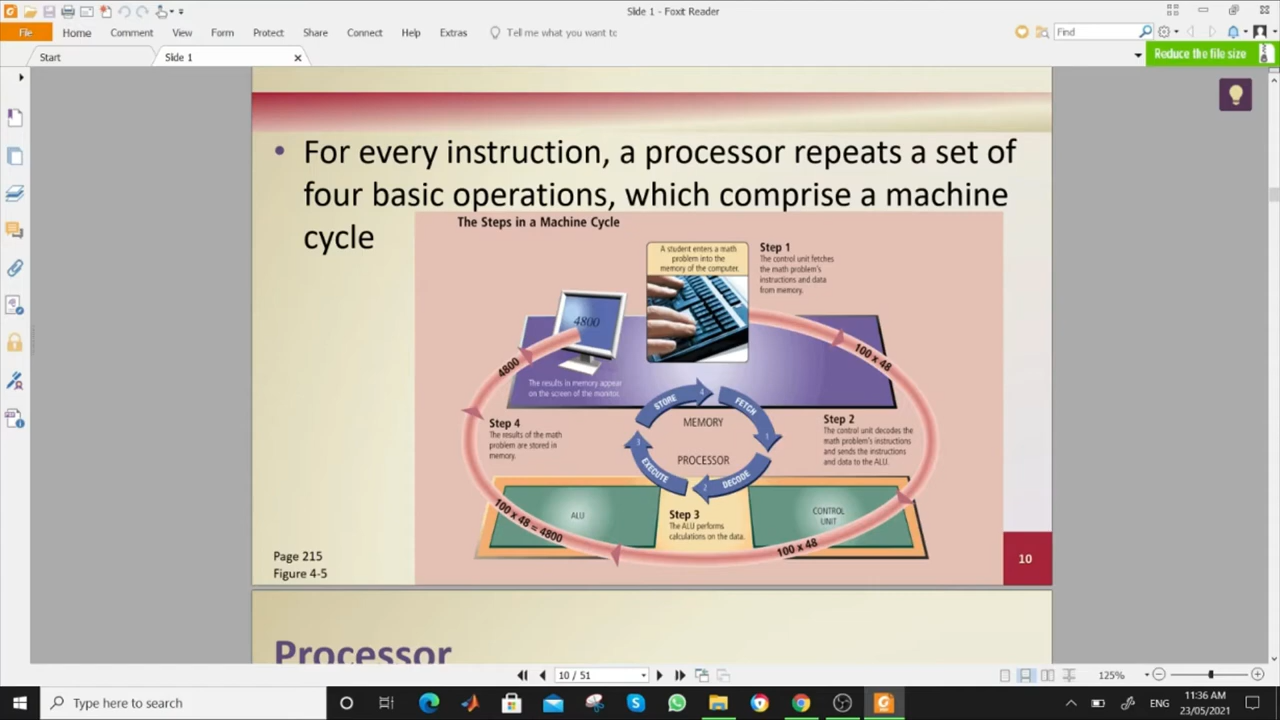 Slide 1 - Foxit Reader
File
Home
Comment
View
Form
Protect
Share
Connect
Help
Extras
Tell me what you want to
Find
Start
Slide 1
Reduce the file size
• For every instruction, a processor repeats a set of
four basic operations, which comprise a machine
cycle
The Steps in a Machine Cycle
A student enters a math
problem into the
memory of the computer.
Step 1
The control unit fetches
the math problem's
instructions and data
from memory.
4800
The results in memory appear
on the screen of the monitor.
4800
100 x 48
STORE
4
FETCH
1
MEMORY
PROCESSOR
3
EXECUTE
2
DECODE
Step 4
The results of the math
problem are stored in
memory.
Step 2
The control unit decodes the
math problem's instructions
and sends the instructions
and data to the ALU.
Step 3
The ALU performs
calculations on the data.
ALU
CONTROL
UNIT
100 x 48 = 4800
100 x 48
Page 215
Figure 4-5
10
Processor
10 / 51
125%
Type here to search
ENG
11:36 AM
23/05/2021